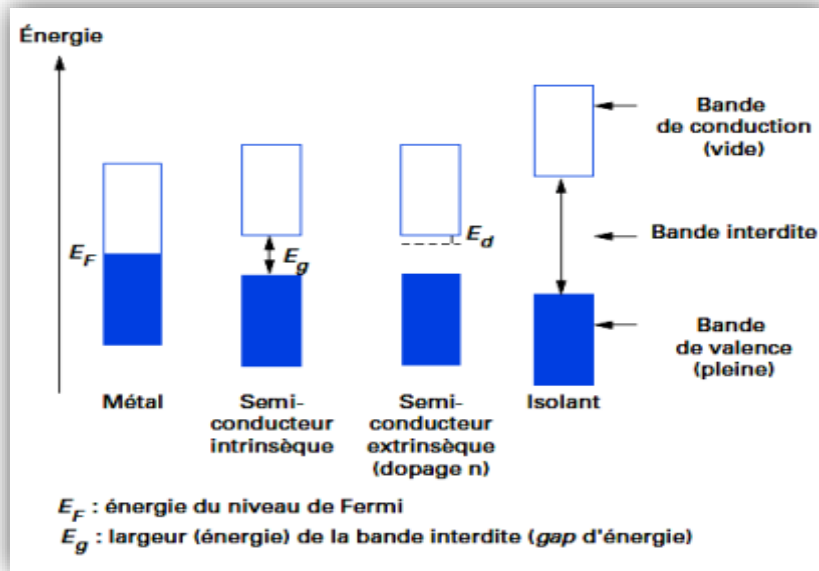 Énergie
Bande
de conduction
(vide)
E_d
E_F
E_g
Bande interdite
Bande
de valence
(pleine)
Métal
Semi-
conducteur
intrinsèque
Semi-
conducteur
extrinsèque
(dopage n)
Isolant
E_F : énergie du niveau de Fermi
E_g : largeur (énergie) de la bande interdite (gap d'énergie)